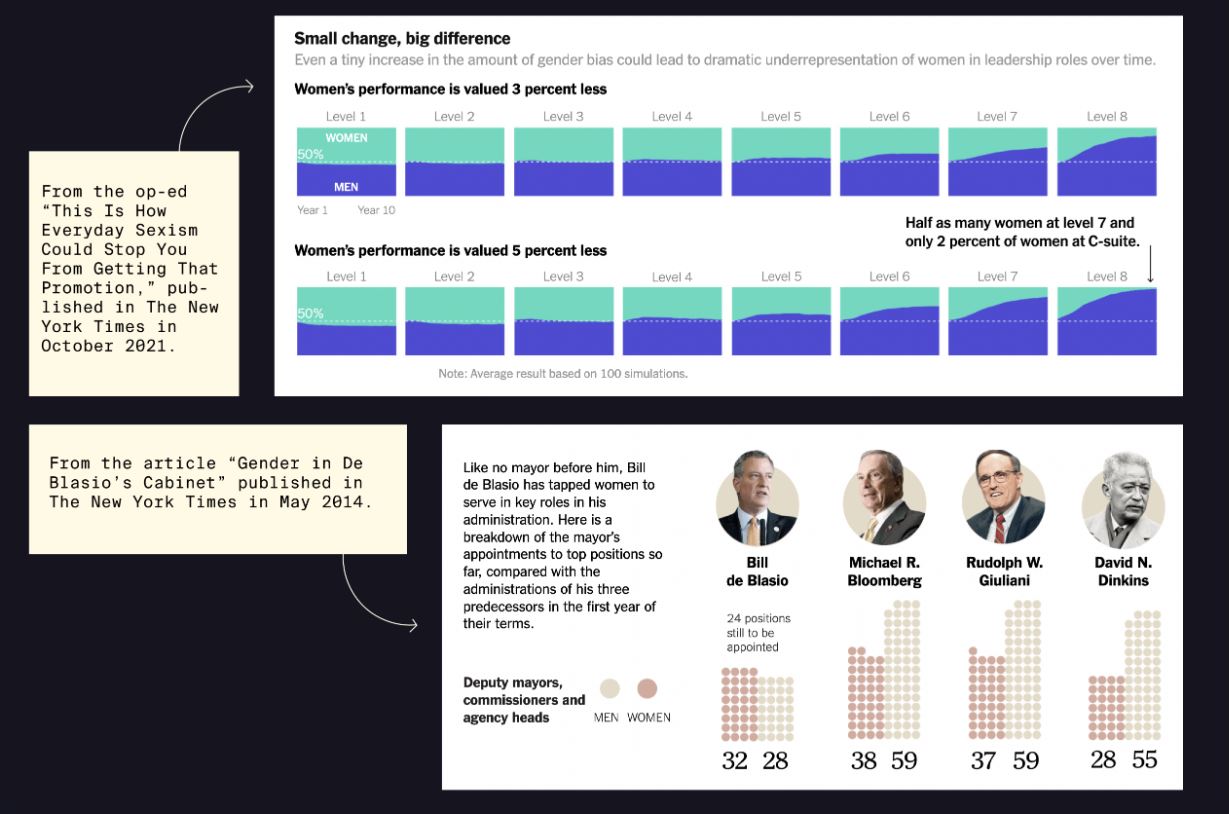 Small change, big difference
Even a tiny increase in the amount of gender bias could lead to dramatic underrepresentation of women in leadership roles over time.
Women’s performance is valued 3 percent less
Level 1 Level 2 Level 3 Level 4 Level 5 Level 6 Level 7 Level 8
WOMEN
50%
MEN
Year 1 Year 10
Half as many women at level 7 and
only 2 percent of women at C-suite.
Women’s performance is valued 5 percent less
Level 1 Level 2 Level 3 Level 4 Level 5 Level 6 Level 7 Level 8
50%
Note: Average result based on 100 simulations.
From the op-ed
“This Is How
Everyday Sexism
Could Stop You
From Getting That
Promotion,” pub-
lished in The New
York Times in
October 2021.
From the article “Gender in De
Blasio’s Cabinet” published in
The New York Times in May 2014.
Like no mayor before him, Bill
de Blasio has tapped women to
serve in key roles in his
administration. Here is a
breakdown of the mayor’s
appointments to top positions so
far, compared with the
administrations of his three
predecessors in the first year of
their terms.
Deputy mayors,
commissioners and
agency heads
MEN WOMEN
Bill
de Blasio
24 positions
still to be
appointed
32 28
Michael R.
Bloomberg
38 59
Rudolph W.
Giuliani
37 59
David N.
Dinkins
28 55